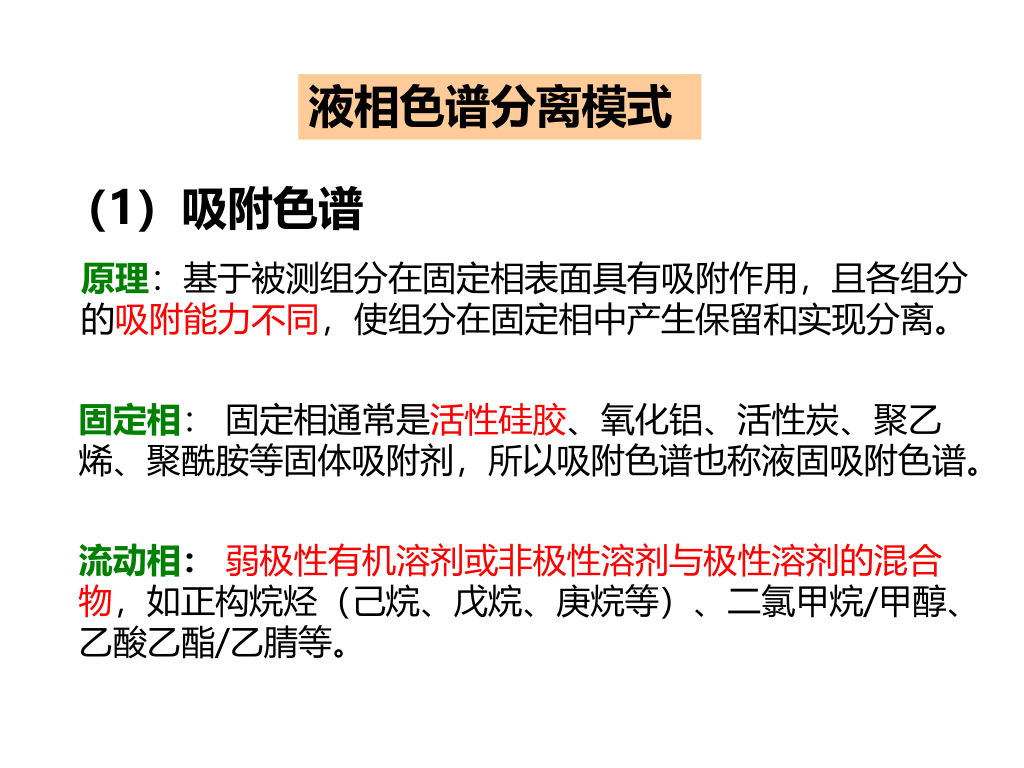 液相色谱分离模式
（1）吸附色谱
原理：基于被测组分在固定相表面具有吸附作用，且各组分
的吸附能力不同，使组分在固定相中产生保留和实现分离。
固定相： 固定相通常是活性硅胶、氧化铝、活性炭、聚乙
烯、聚酰胺等固体吸附剂，所以吸附色谱也称液固吸附色谱。
流动相： 弱极性有机溶剂或非极性溶剂与极性溶剂的混合
物，如正构烷烃（己烷、戊烷、庚烷等）、二氯甲烷/甲醇、
乙酸乙酯/乙腈等。